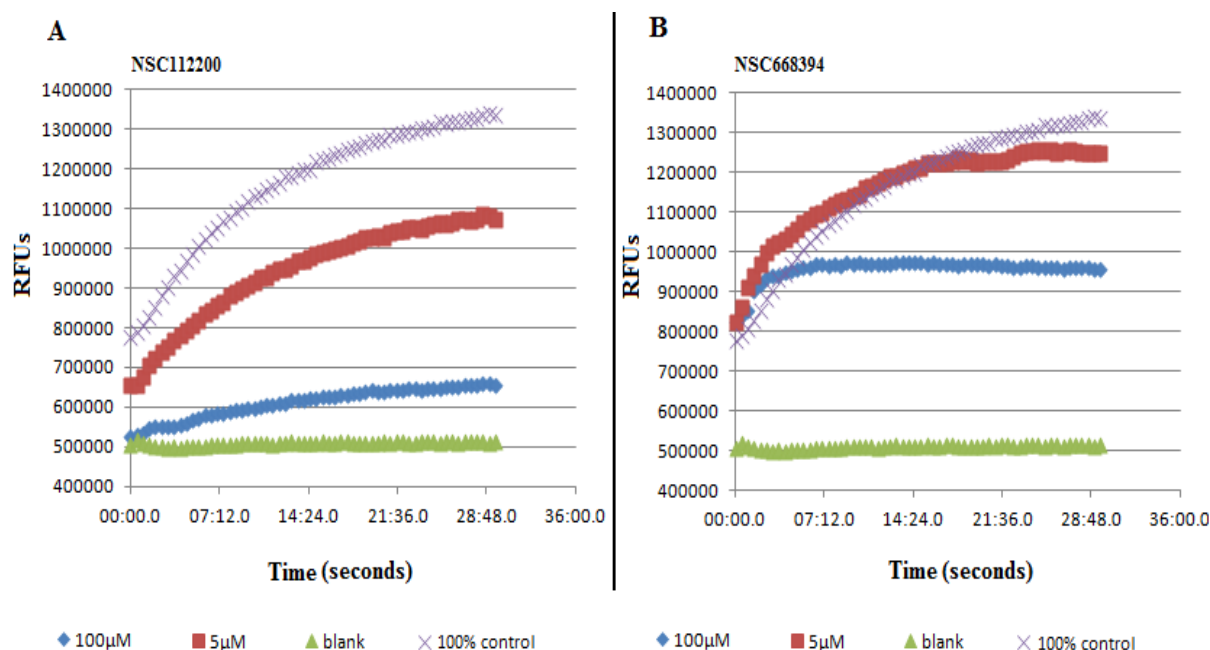 A
NSC112200
1400000
1300000
1200000
1100000
1000000
900000
800000
700000
600000
500000
400000
RFUs
00:00.0 07:12.0 14:24.0 21:36.0 28:48.0 36:00.0
Time (seconds)
100µM 5µM blank 100% control
B
NSC668394
1400000
1300000
1200000
1100000
1000000
900000
800000
700000
600000
500000
400000
RFUs
00:00.0 07:12.0 14:24.0 21:36.0 28:48.0 36:00.0
Time (seconds)
100µM 5µM blank 100% control